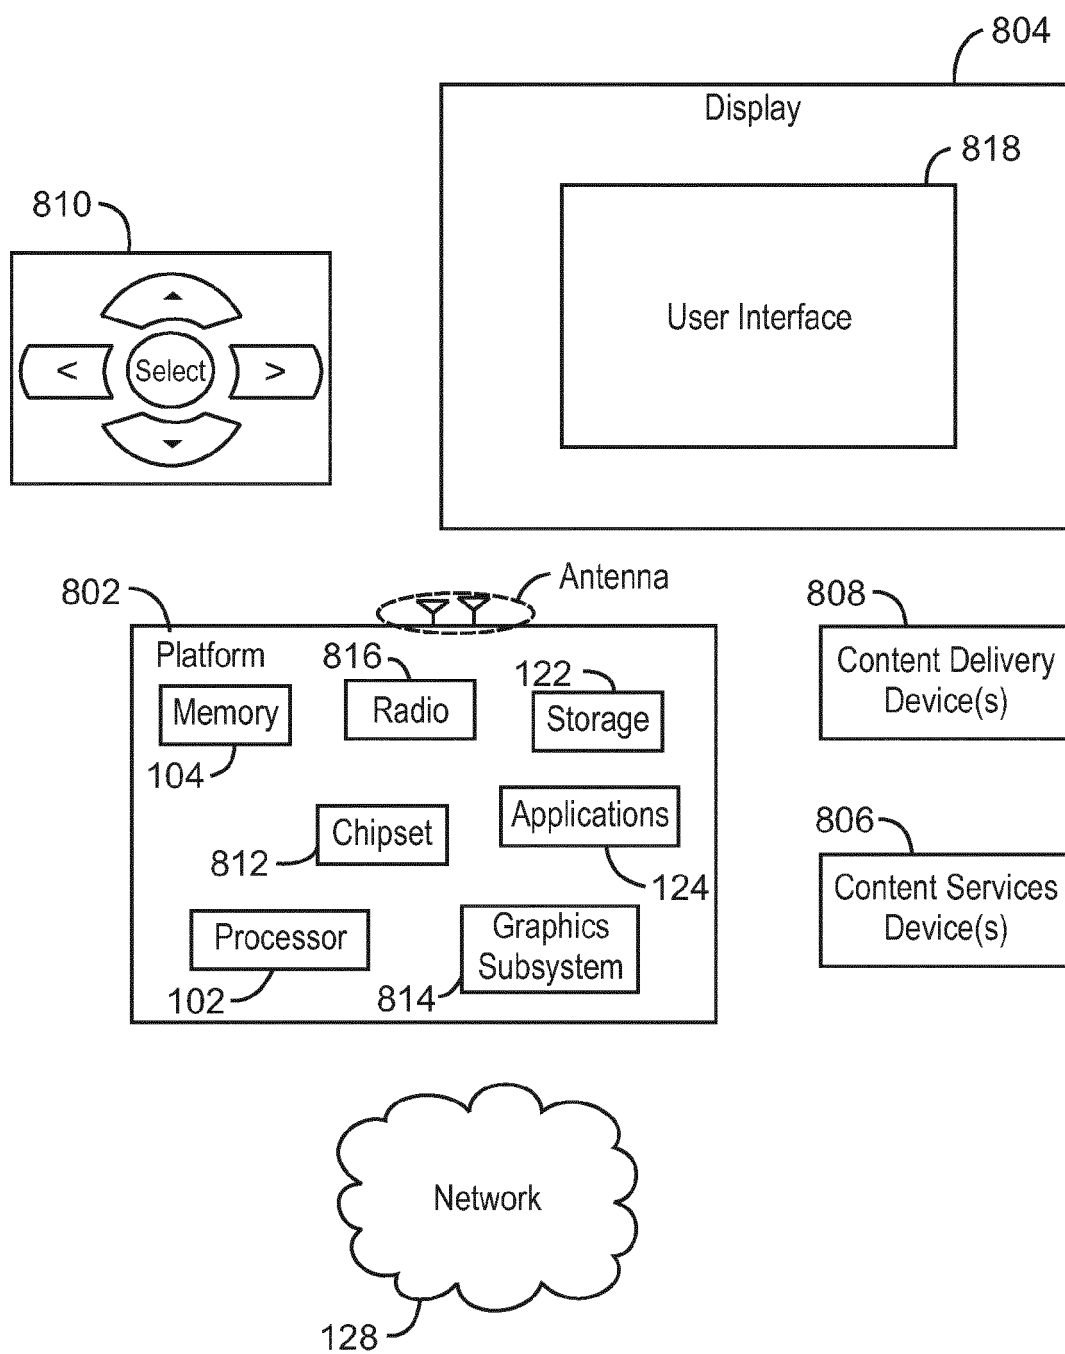 804
Display
818
User Interface
810
<
Select
>
Antenna
802
Platform
816
122
Memory
Radio
Storage
104
Chipset
Applications
812
124
Processor
Graphics
Subsystem
102
814
808
Content Delivery
Device(s)
806
Content Services
Device(s)
Network
128